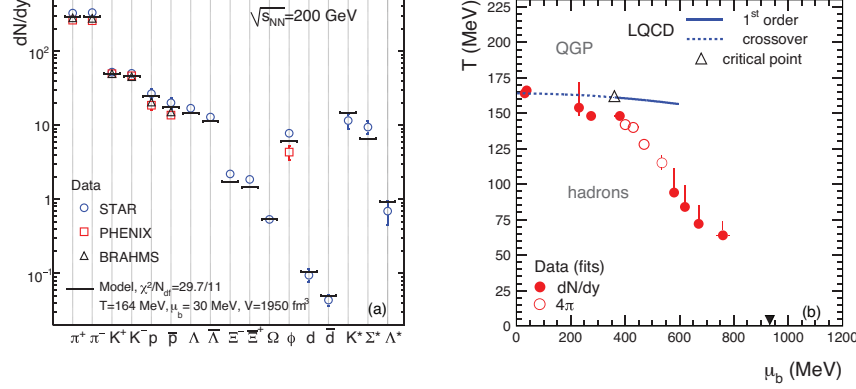 dN/dy
√sNN=200 GeV
10²
10
1
10⁻¹
Data
STAR
PHENIX
BRAHMS
Model, χ²/Ndf=29.7/11
T=164 MeV, μb=30 MeV, V=1950 fm³
(a)
π⁺ π⁻ K⁺ K⁻ p p̅ Λ Λ̅ Ξ⁻ Ξ̅⁺ Ω ϕ d d̅ K* Σ* Λ*
T (MeV)
200
175
150
125
100
75
50
25
0
LQCD
1st order
crossover
critical point
QGP
hadrons
Data (fits)
dN/dy
4π
(b)
0 200 400 600 800 1000 1200
μb (MeV)